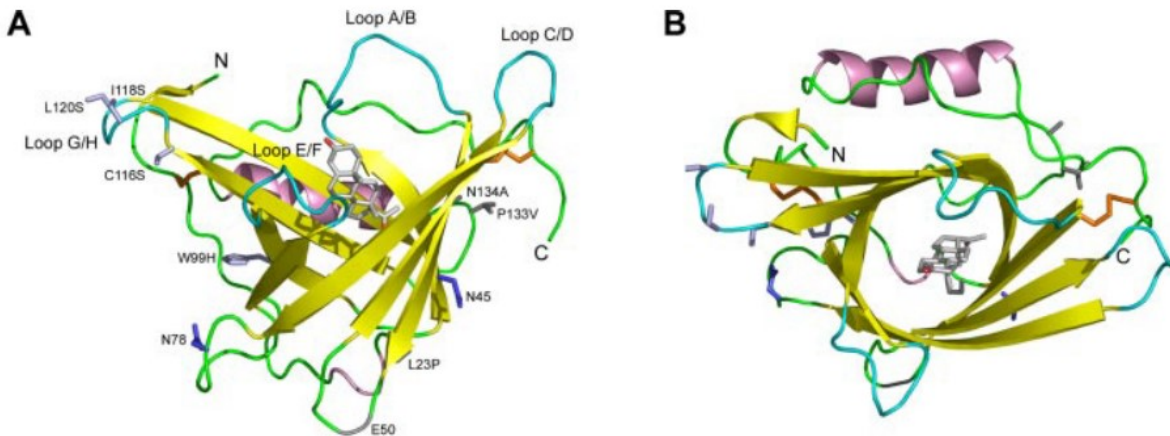 A
Loop A/B
Loop C/D
N
I118S
L120S
Loop G/H
Loop E/F
C116S
N134A
P133V
C
W99H
N45
N78
L23P
E50
B
N
C